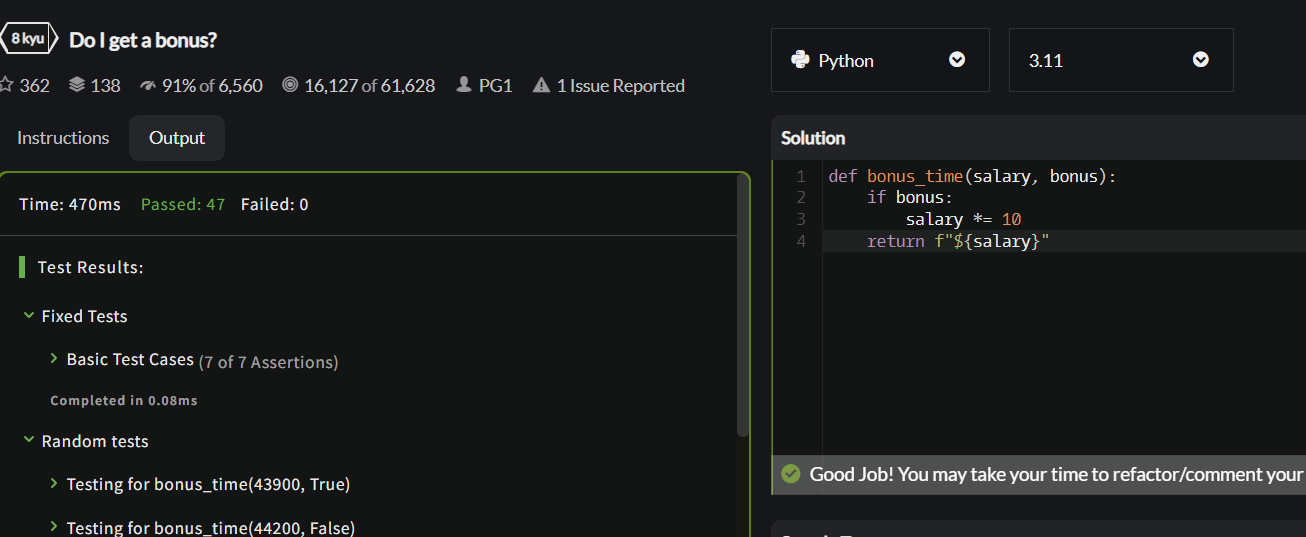 8 kyu Do I get a bonus?
362 138 91% of 6,560 16,127 of 61,628 PG1 1 Issue Reported
Instructions Output
Time: 470ms Passed: 47 Failed: 0
Test Results:
Fixed Tests
Basic Test Cases (7 of 7 Assertions)
Completed in 0.08ms
Random tests
Testing for bonus_time(43900, True)
Testing for bonus_time(44200, False)
Python 3.11
Solution
1 def bonus_time(salary, bonus):
2     if bonus:
3         salary *= 10
4     return f"${salary}"
Good Job! You may take your time to refactor/comment your